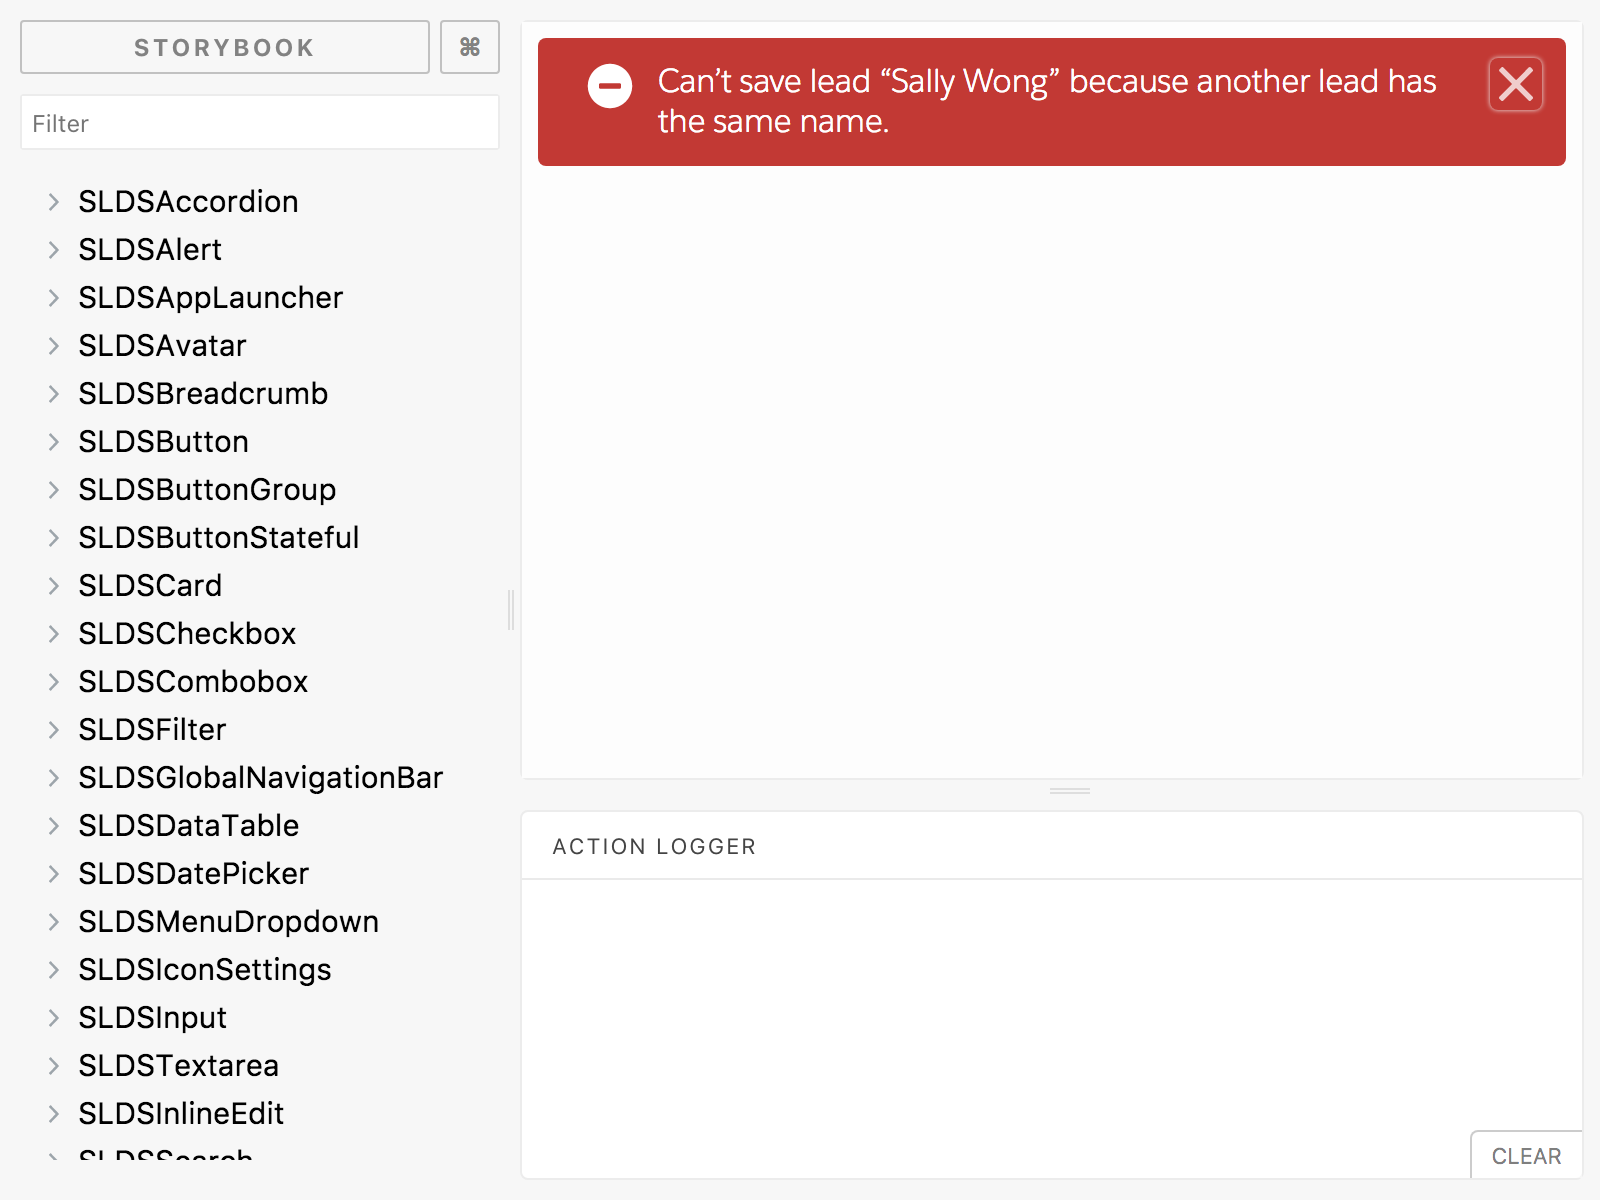 STORYBOOK
⌘
Filter
SLDSAccordion
SLDSAlert
SLDSAppLauncher
SLDSAvatar
SLDSBreadcrumb
SLDSButton
SLDSButtonGroup
SLDSButtonStateful
SLDSCard
SLDSCheckbox
SLDSCombobox
SLDSFilter
SLDSGlobalNavigationBar
SLDSDataTable
SLDSDatePicker
SLDSMenuDropdown
SLDSIconSettings
SLDSInput
SLDSTextarea
SLDSInlineEdit
SLDSSearch
Can’t save lead “Sally Wong” because another lead has
the same name.
ACTION LOGGER
CLEAR